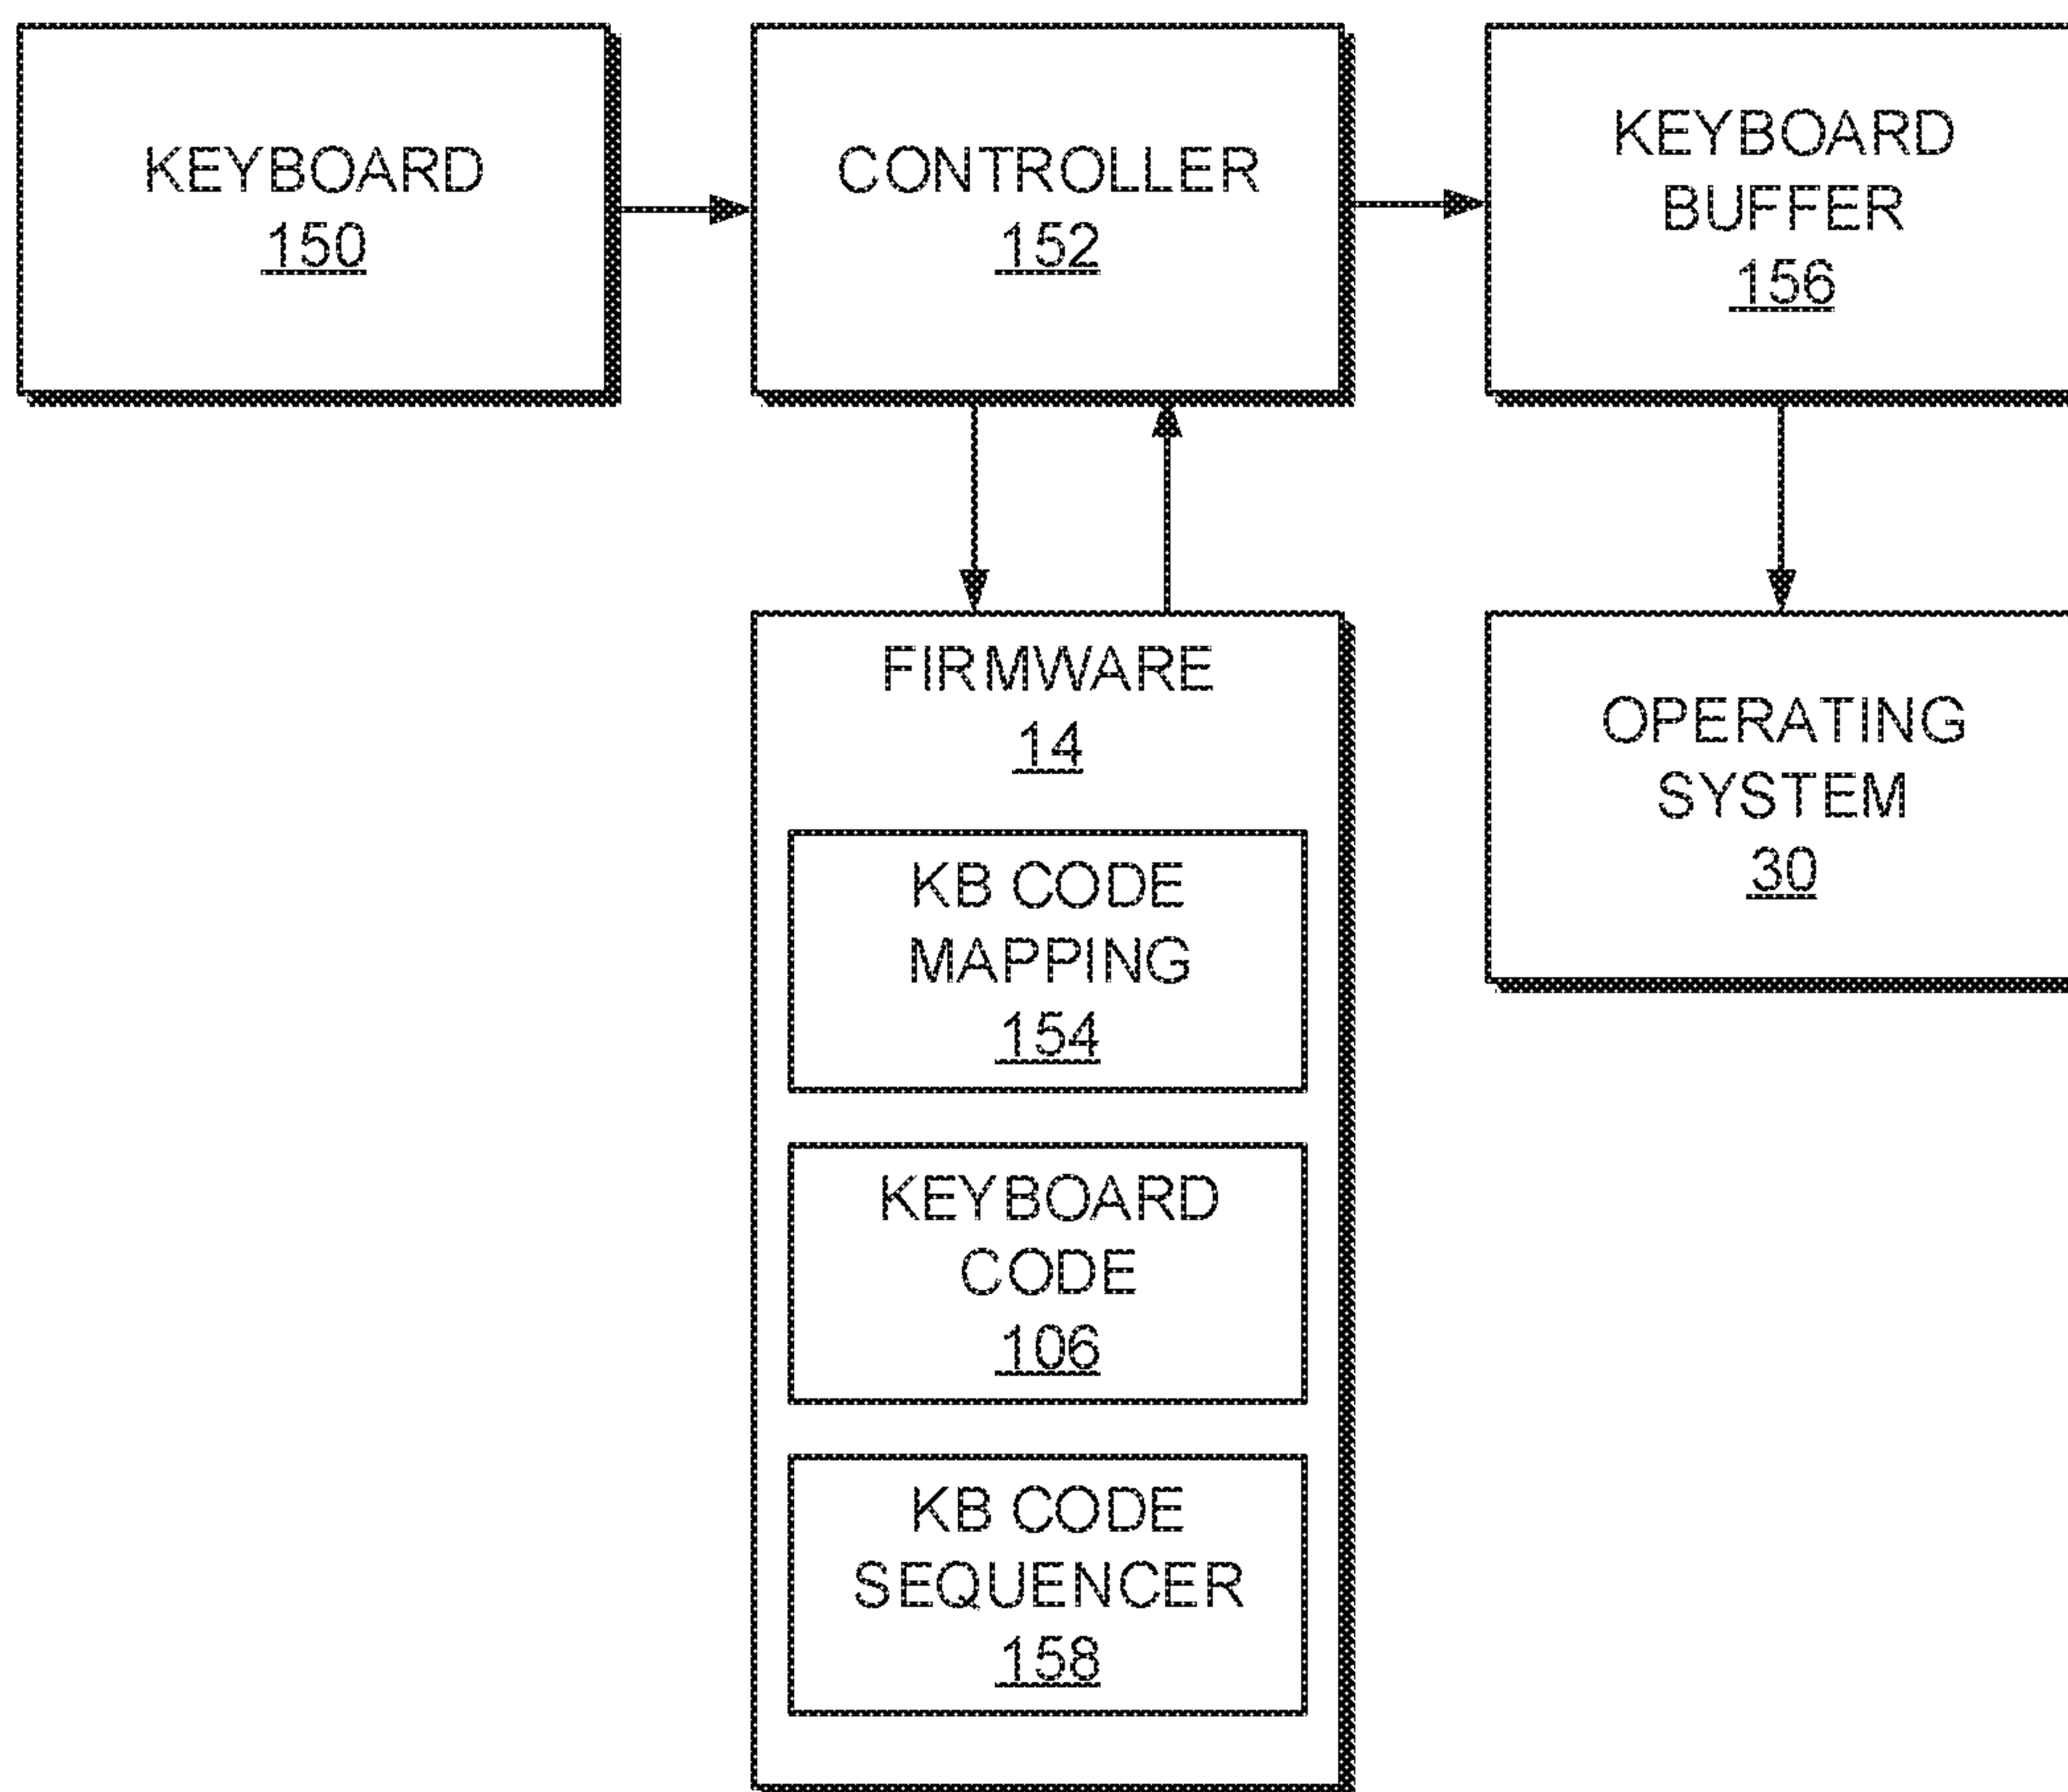 KEYBOARD
150
CONTROLLER
152
KEYBOARD
BUFFER
156
FIRMWARE
14
KB CODE
MAPPING
154
KEYBOARD
CODE
106
KB CODE
SEQUENCER
158
OPERATING
SYSTEM
30